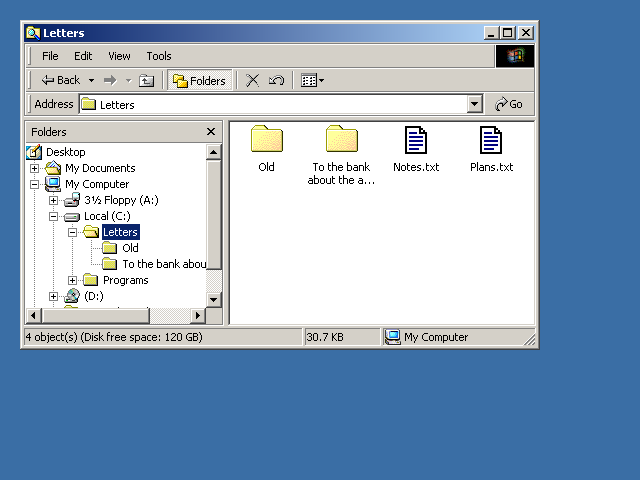 Letters
File Edit View Tools
Back Folders
Address Letters Go
Folders
Desktop
My Documents
My Computer
3½ Floppy (A:)
Local (C:)
Letters
Old
To the bank abou
Programs
(D:)
Old
To the bank
about the a...
Notes.txt
Plans.txt
4 object(s) (Disk free space: 120 GB) 30.7 KB My Computer